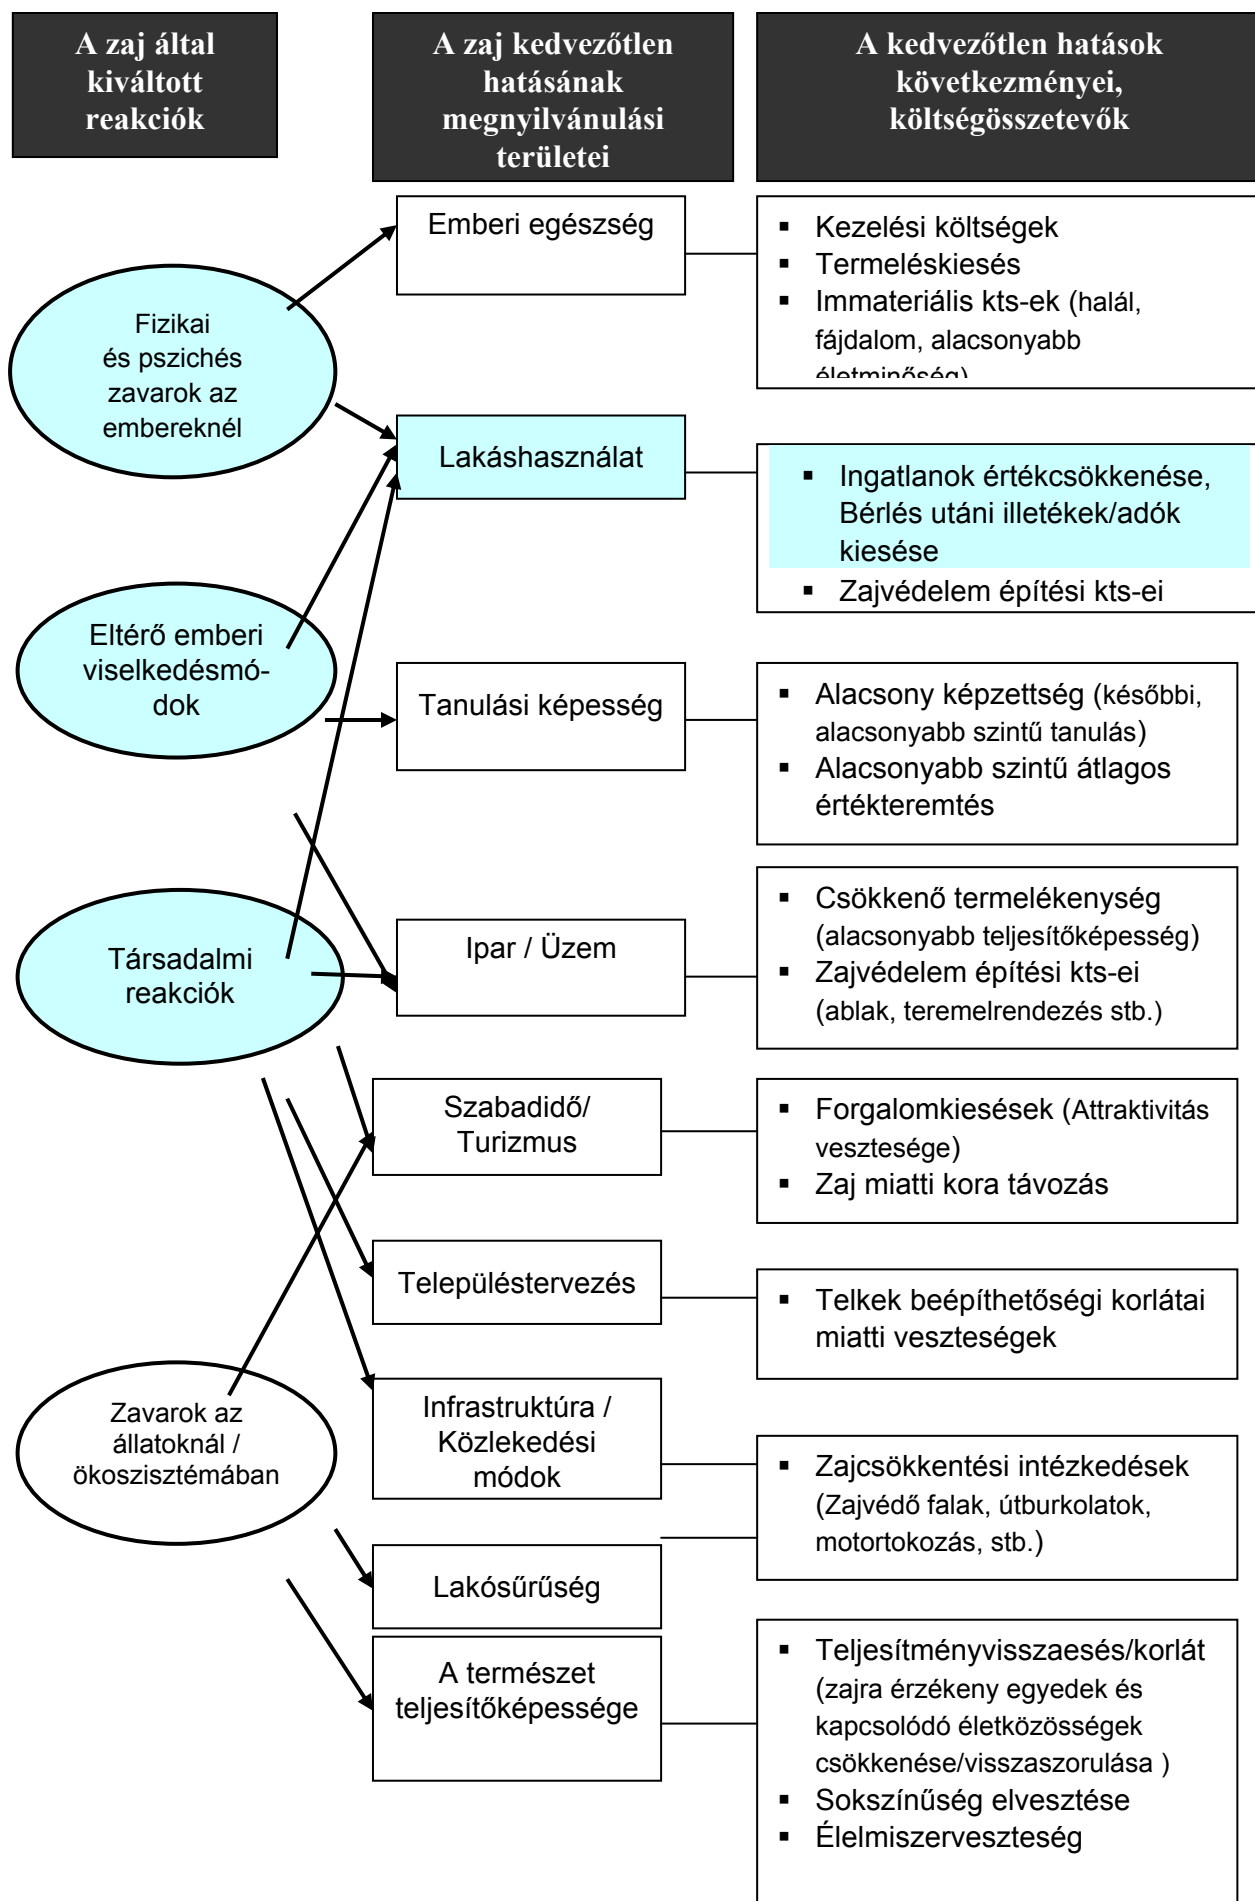 A zaj által
kiváltott
reakciók
A zaj kedvezőtlen
hatásának
megnyilvánulási
területei
A kedvezőtlen hatások
következményei,
költségösszetevők
Fizikai
és pszichés
zavarok az
embereknél
Eltérő emberi
viselkedésmó-
dok
Társadalmi
reakciók
Zavarok az
állatoknál /
ökoszisztémában
Emberi egészség
Lakáshasználat
Tanulási képesség
Ipar / Üzem
Szabadidő/
Turizmus
Településtervezés
Infrastruktúra /
Közlekedési
módok
Lakósűrűség
A természet
teljesítőképessége
▪ Kezelési költségek
▪ Termeléskiesés
▪ Immateriális kts-ek (halál,
fájdalom, alacsonyabb
életminőség)
▪ Ingatlanok értékcsökkenése,
Bérlés utáni illetékek/adók
kiesése
▪ Zajvédelem építési kts-ei
▪ Alacsony képzettség (későbbi,
alacsonyabb szintű tanulás)
▪ Alacsonyabb szintű átlagos
értékteremtés
▪ Csökkenő termelékenység
(alacsonyabb teljesítőképesség)
▪ Zajvédelem építési kts-ei
(ablak, teremelrendezés stb.)
▪ Forgalomkiesések (Attraktivitás
vesztesége)
▪ Zaj miatti kora távozás
▪ Telkek beépíthetőségi korlátai
miatti veszteségek
▪ Zajcsökkentési intézkedések
(Zajvédő falak, útburkolatok,
motortokozás, stb.)
▪ Teljesítményvisszaesés/korlát
(zajra érzékeny egyedek és
kapcsolódó életközösségek
csökkenése/visszaszorulása )
▪ Sokszínűség elvesztése
▪ Élelmiszerveszteség